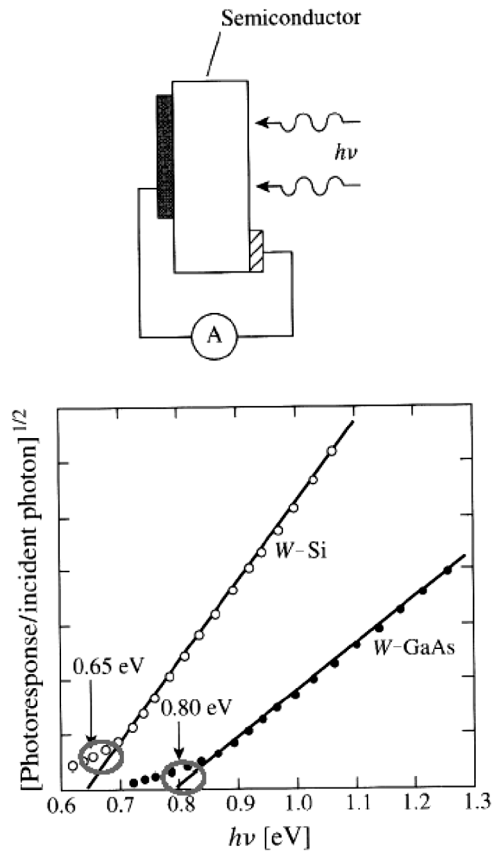 Semiconductor
hν
A
[Photoresponse/incident photon]^1/2
W–Si
W–GaAs
0.65 eV
0.80 eV
0.6 0.7 0.8 0.9 1.0 1.1 1.2 1.3
hν [eV]